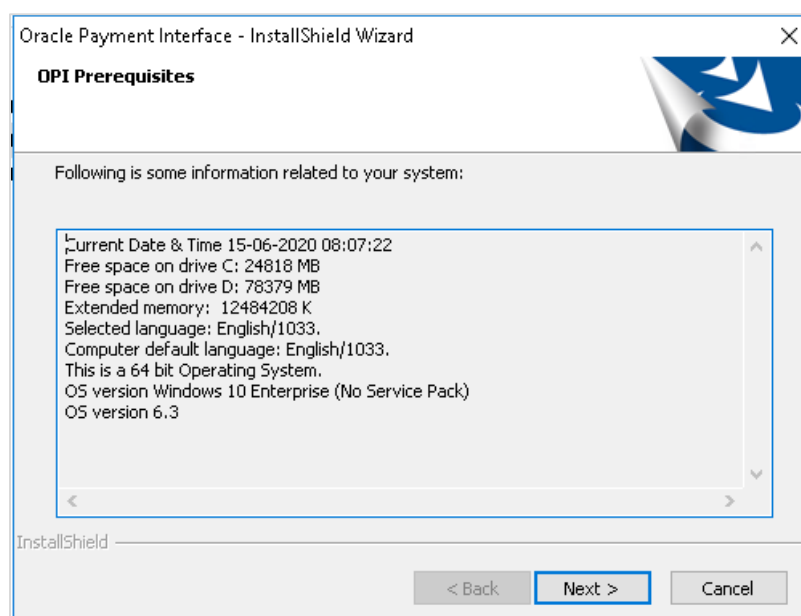 Oracle Payment Interface - InstallShield Wizard
OPI Prerequisites
Following is some information related to your system:
Current Date & Time 15-06-2020 08:07:22
Free space on drive C: 24818 MB
Free space on drive D: 78379 MB
Extended memory:  12484208 K
Selected language: English/1033.
Computer default language: English/1033.
This is a 64 bit Operating System.
OS version Windows 10 Enterprise (No Service Pack)
OS version 6.3
InstallShield
< Back Next > Cancel